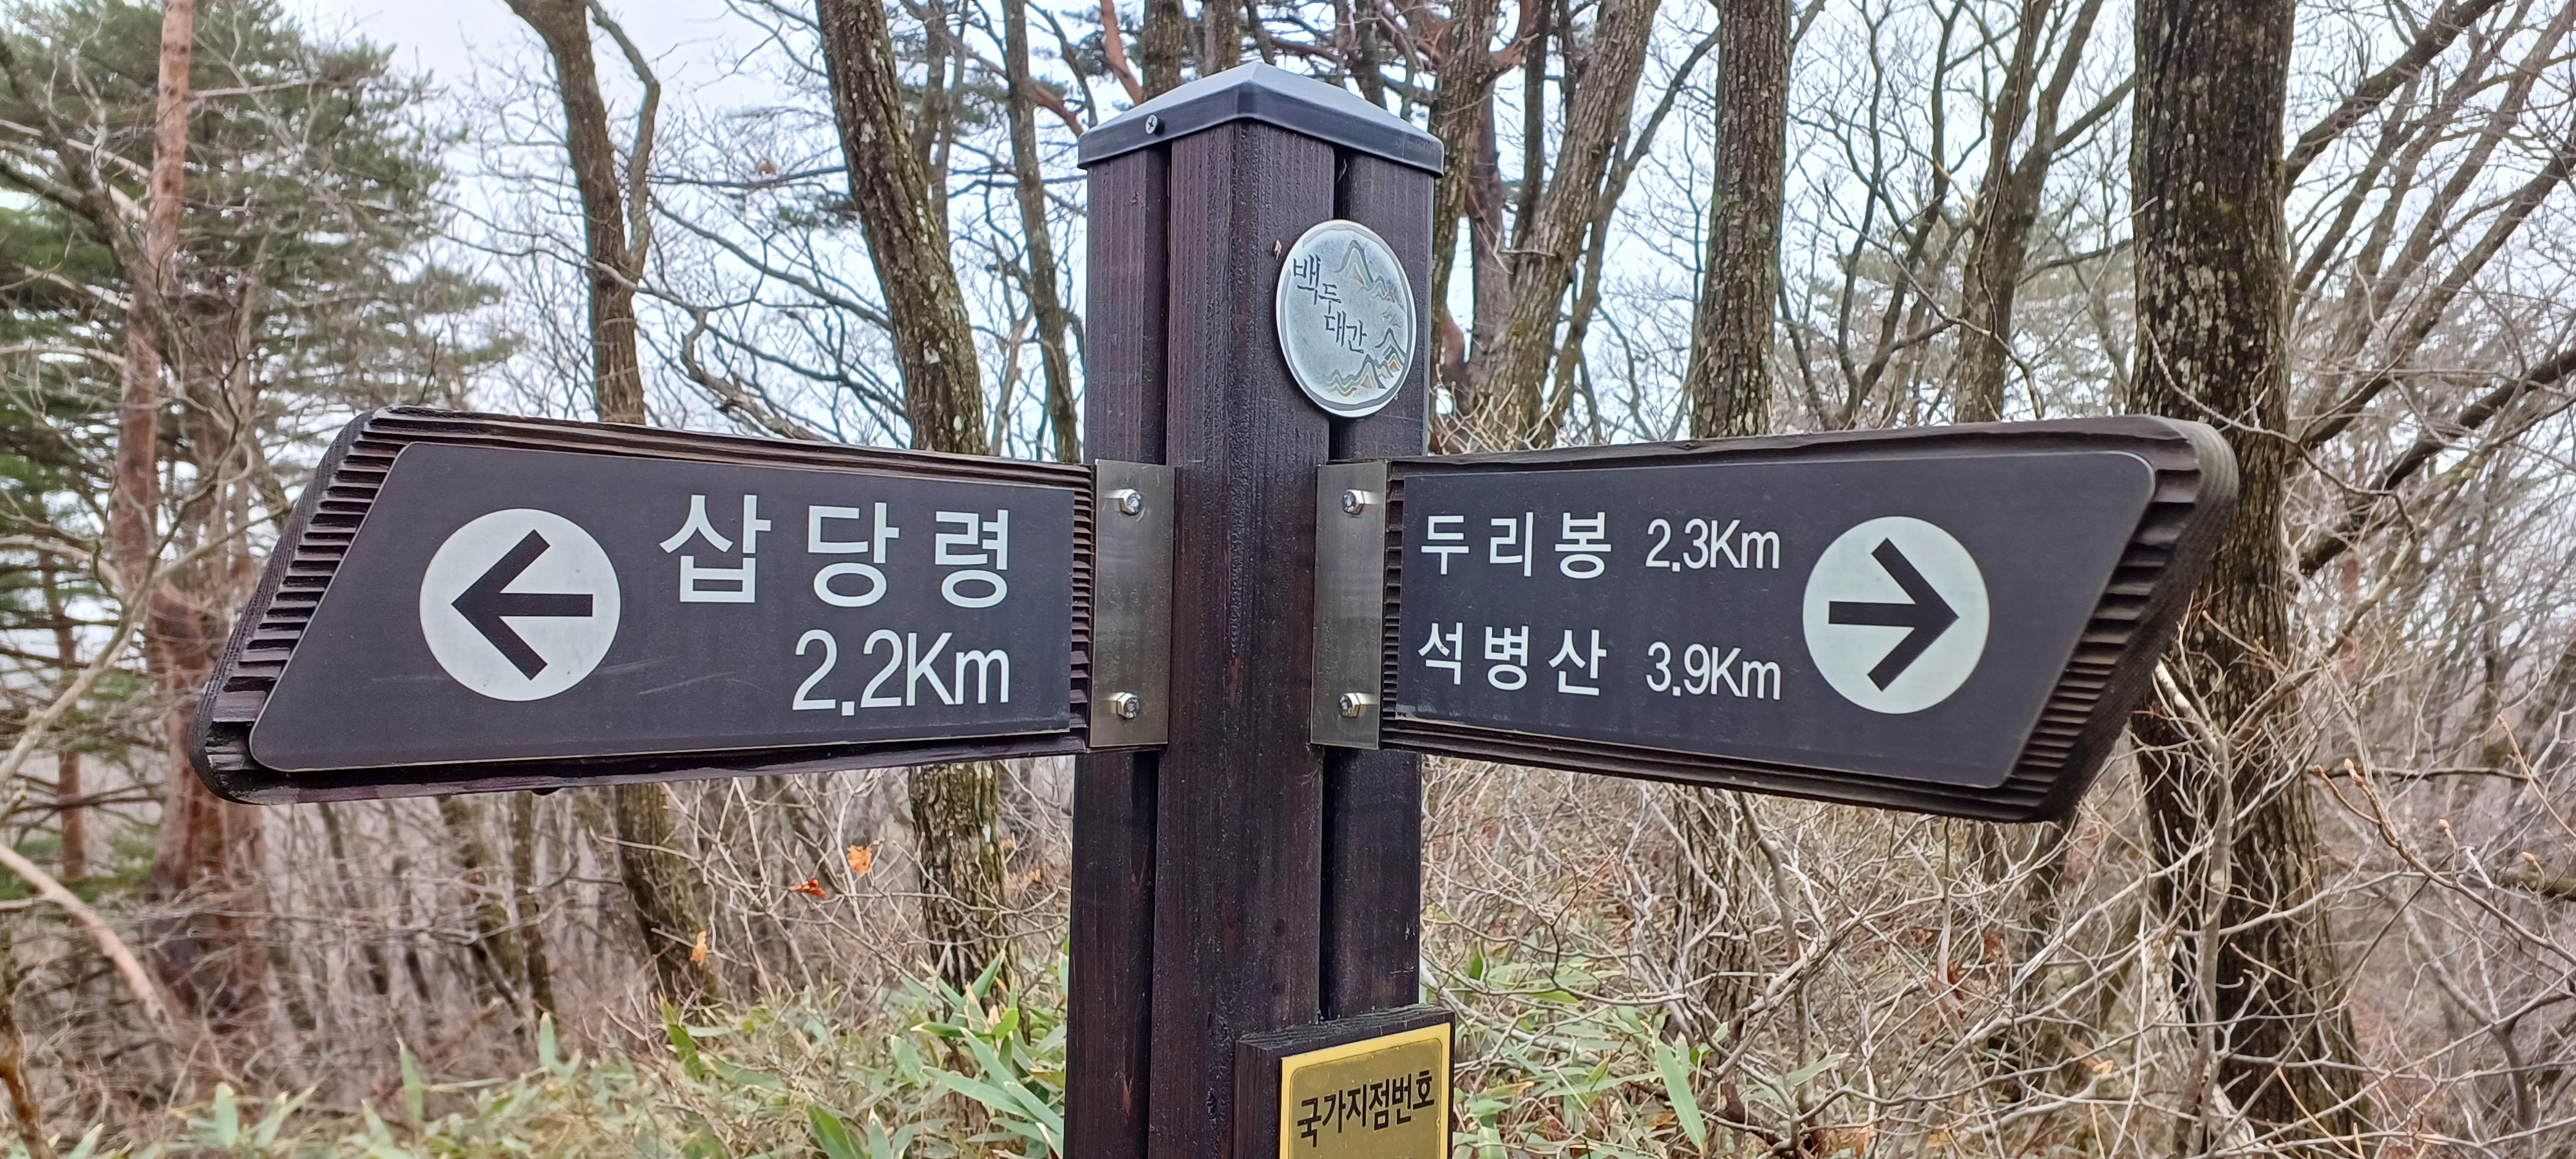 백두
대간
삽당령
2.2Km
두리봉 2.3Km
석병산 3.9Km
국가지점번호